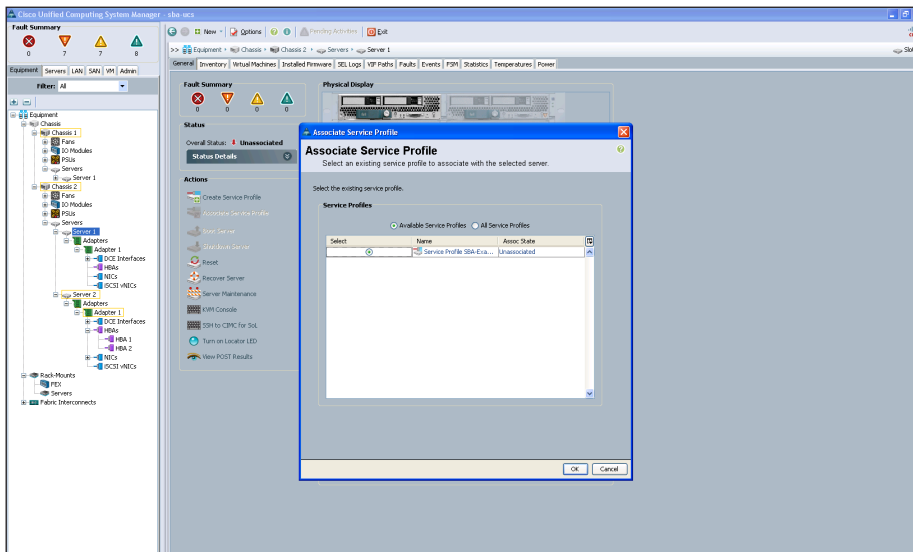 Cisco Unified Computing System Manager - sba-ucs
Fault Summary
0 7 7 8
New Options Pending Activities Exit
>> Equipment Chassis Chassis 2 Servers Server 1
Equipment Servers LAN SAN VM Admin
General Inventory Virtual Machines Installed Firmware SEL Logs VIF Paths Faults Events FSM Statistics Temperatures Power
Filter: All
Equipment
Chassis
Chassis 1
Fans
IO Modules
PSUs
Servers
Server 1
Chassis 2
Fans
IO Modules
PSUs
Servers
Server 1
Adapters
Adapter 1
DCE Interfaces
HBAs
NICs
iSCSI vNICs
Server 2
Adapters
Adapter 1
DCE Interfaces
HBAs
HBA 1
HBA 2
NICs
iSCSI vNICs
Rack-Mounts
FEX
Servers
Fabric Interconnects
Fault Summary
0 0 0 0
Status
Overall Status: Unassociated
Status Details
Actions
Create Service Profile
Associate Service Profile
Boot Server
Shutdown Server
Reset
Recover Server
Server Maintenance
KVM Console
SSH to CIMC for SoL
Turn on Locator LED
View POST Results
Physical Display
Associate Service Profile
Associate Service Profile
Select an existing service profile to associate with the selected server.
Select the existing service profile.
Service Profiles
Available Service Profiles All Service Profiles
Select Name Assoc State
Service Profile SBA-Exa... Unassociated
OK Cancel